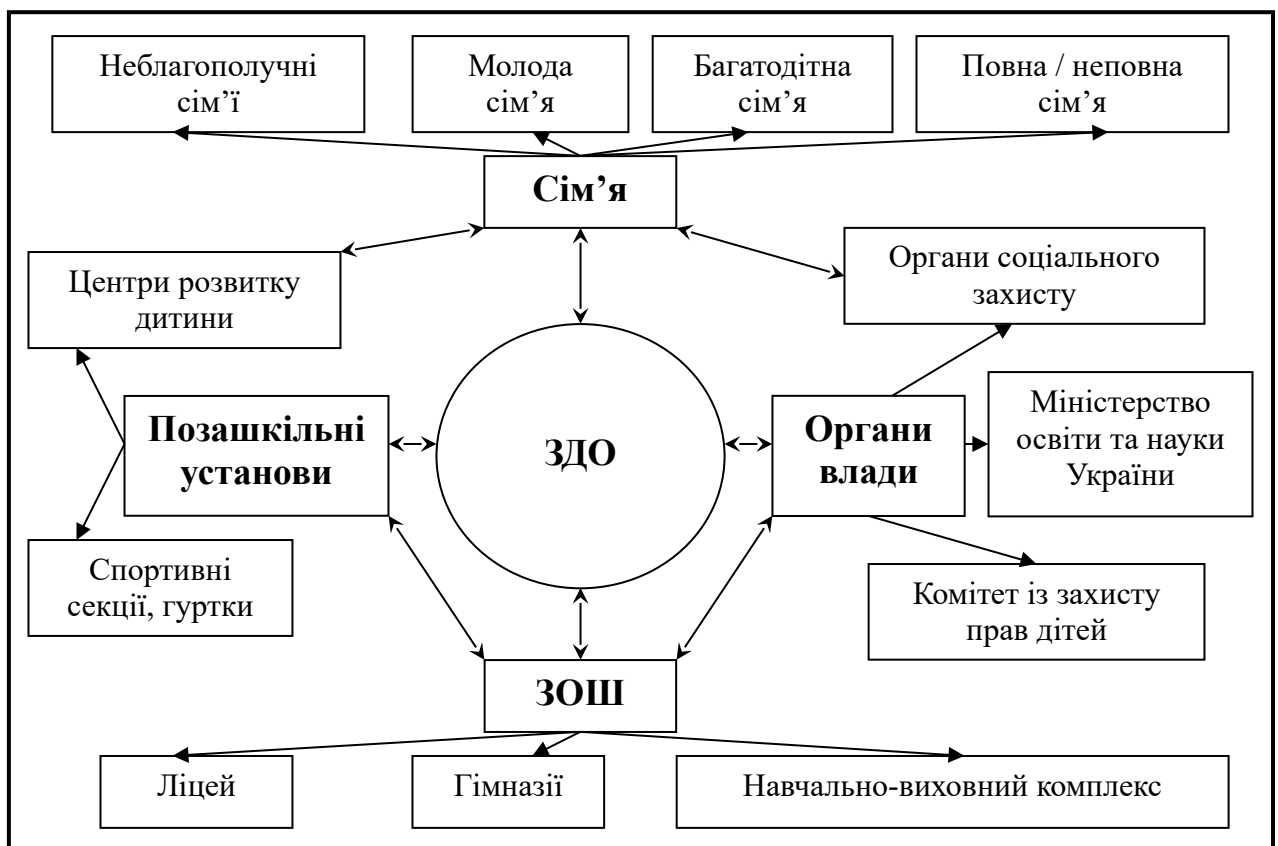 Неблагополучні
сім’ї
Молода
сім’я
Багатодітна
сім’я
Повна / неповна
сім’я
Сім’я
Центри розвитку
дитини
Органи соціального
захисту
Позашкільні
установи
ЗДО
Органи
влади
Міністерство
освіти та науки
України
Спортивні
секції, гуртки
Комітет із захисту
прав дітей
ЗОШ
Ліцей
Гімназії
Навчально-виховний комплекс